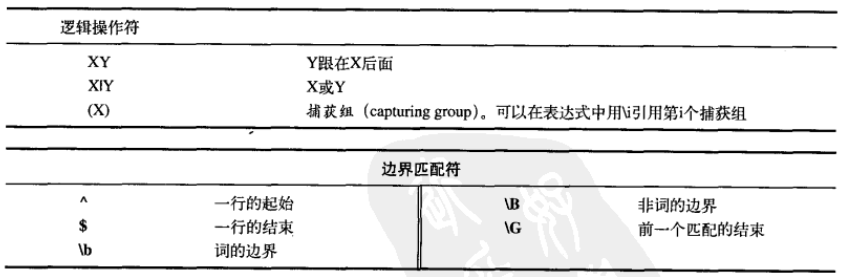 逻辑操作符
XY Y跟在X后面
X|Y X或Y
(X) 捕获组（capturing group）。可以在表达式中用\i引用第i个捕获组
边界匹配符
^ 一行的起始 \B 非词的边界
$ 一行的结束 \G 前一个匹配的结束
\b 词的边界